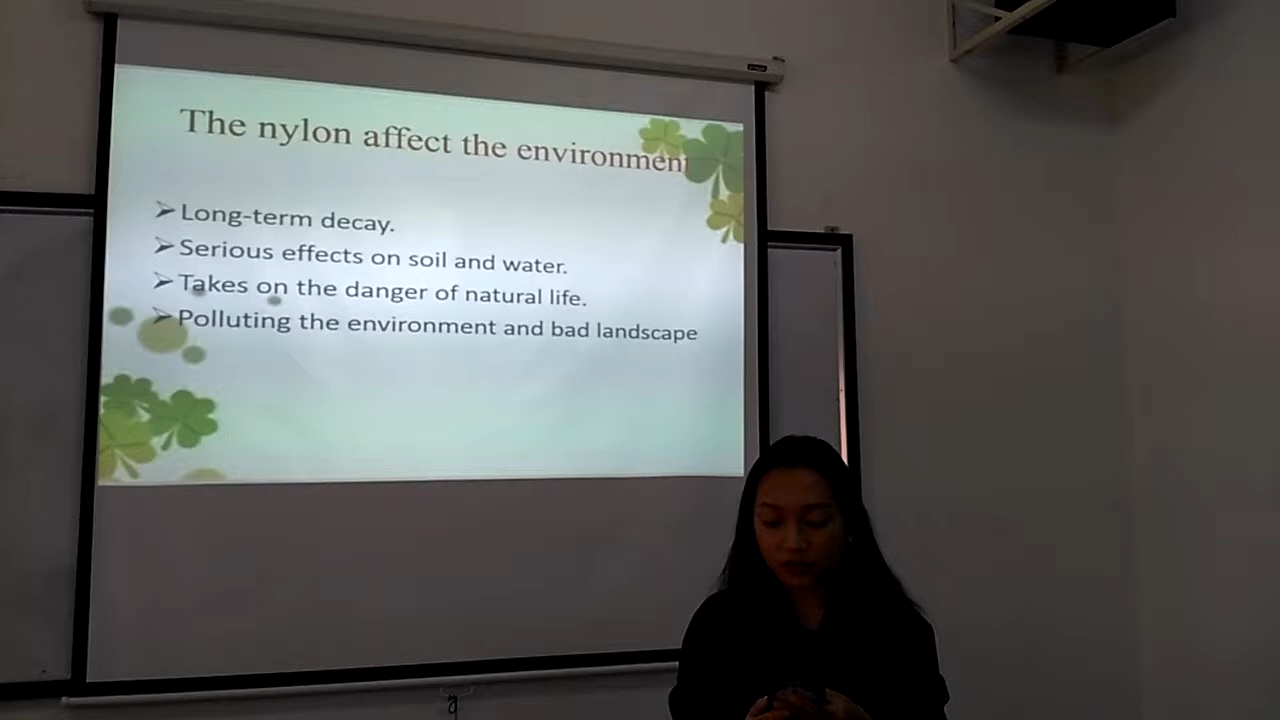 The nylon affect the environment
➢Long-term decay.
➢Serious effects on soil and water.
➢Takes on the danger of natural life.
➢Polluting the environment and bad landscape